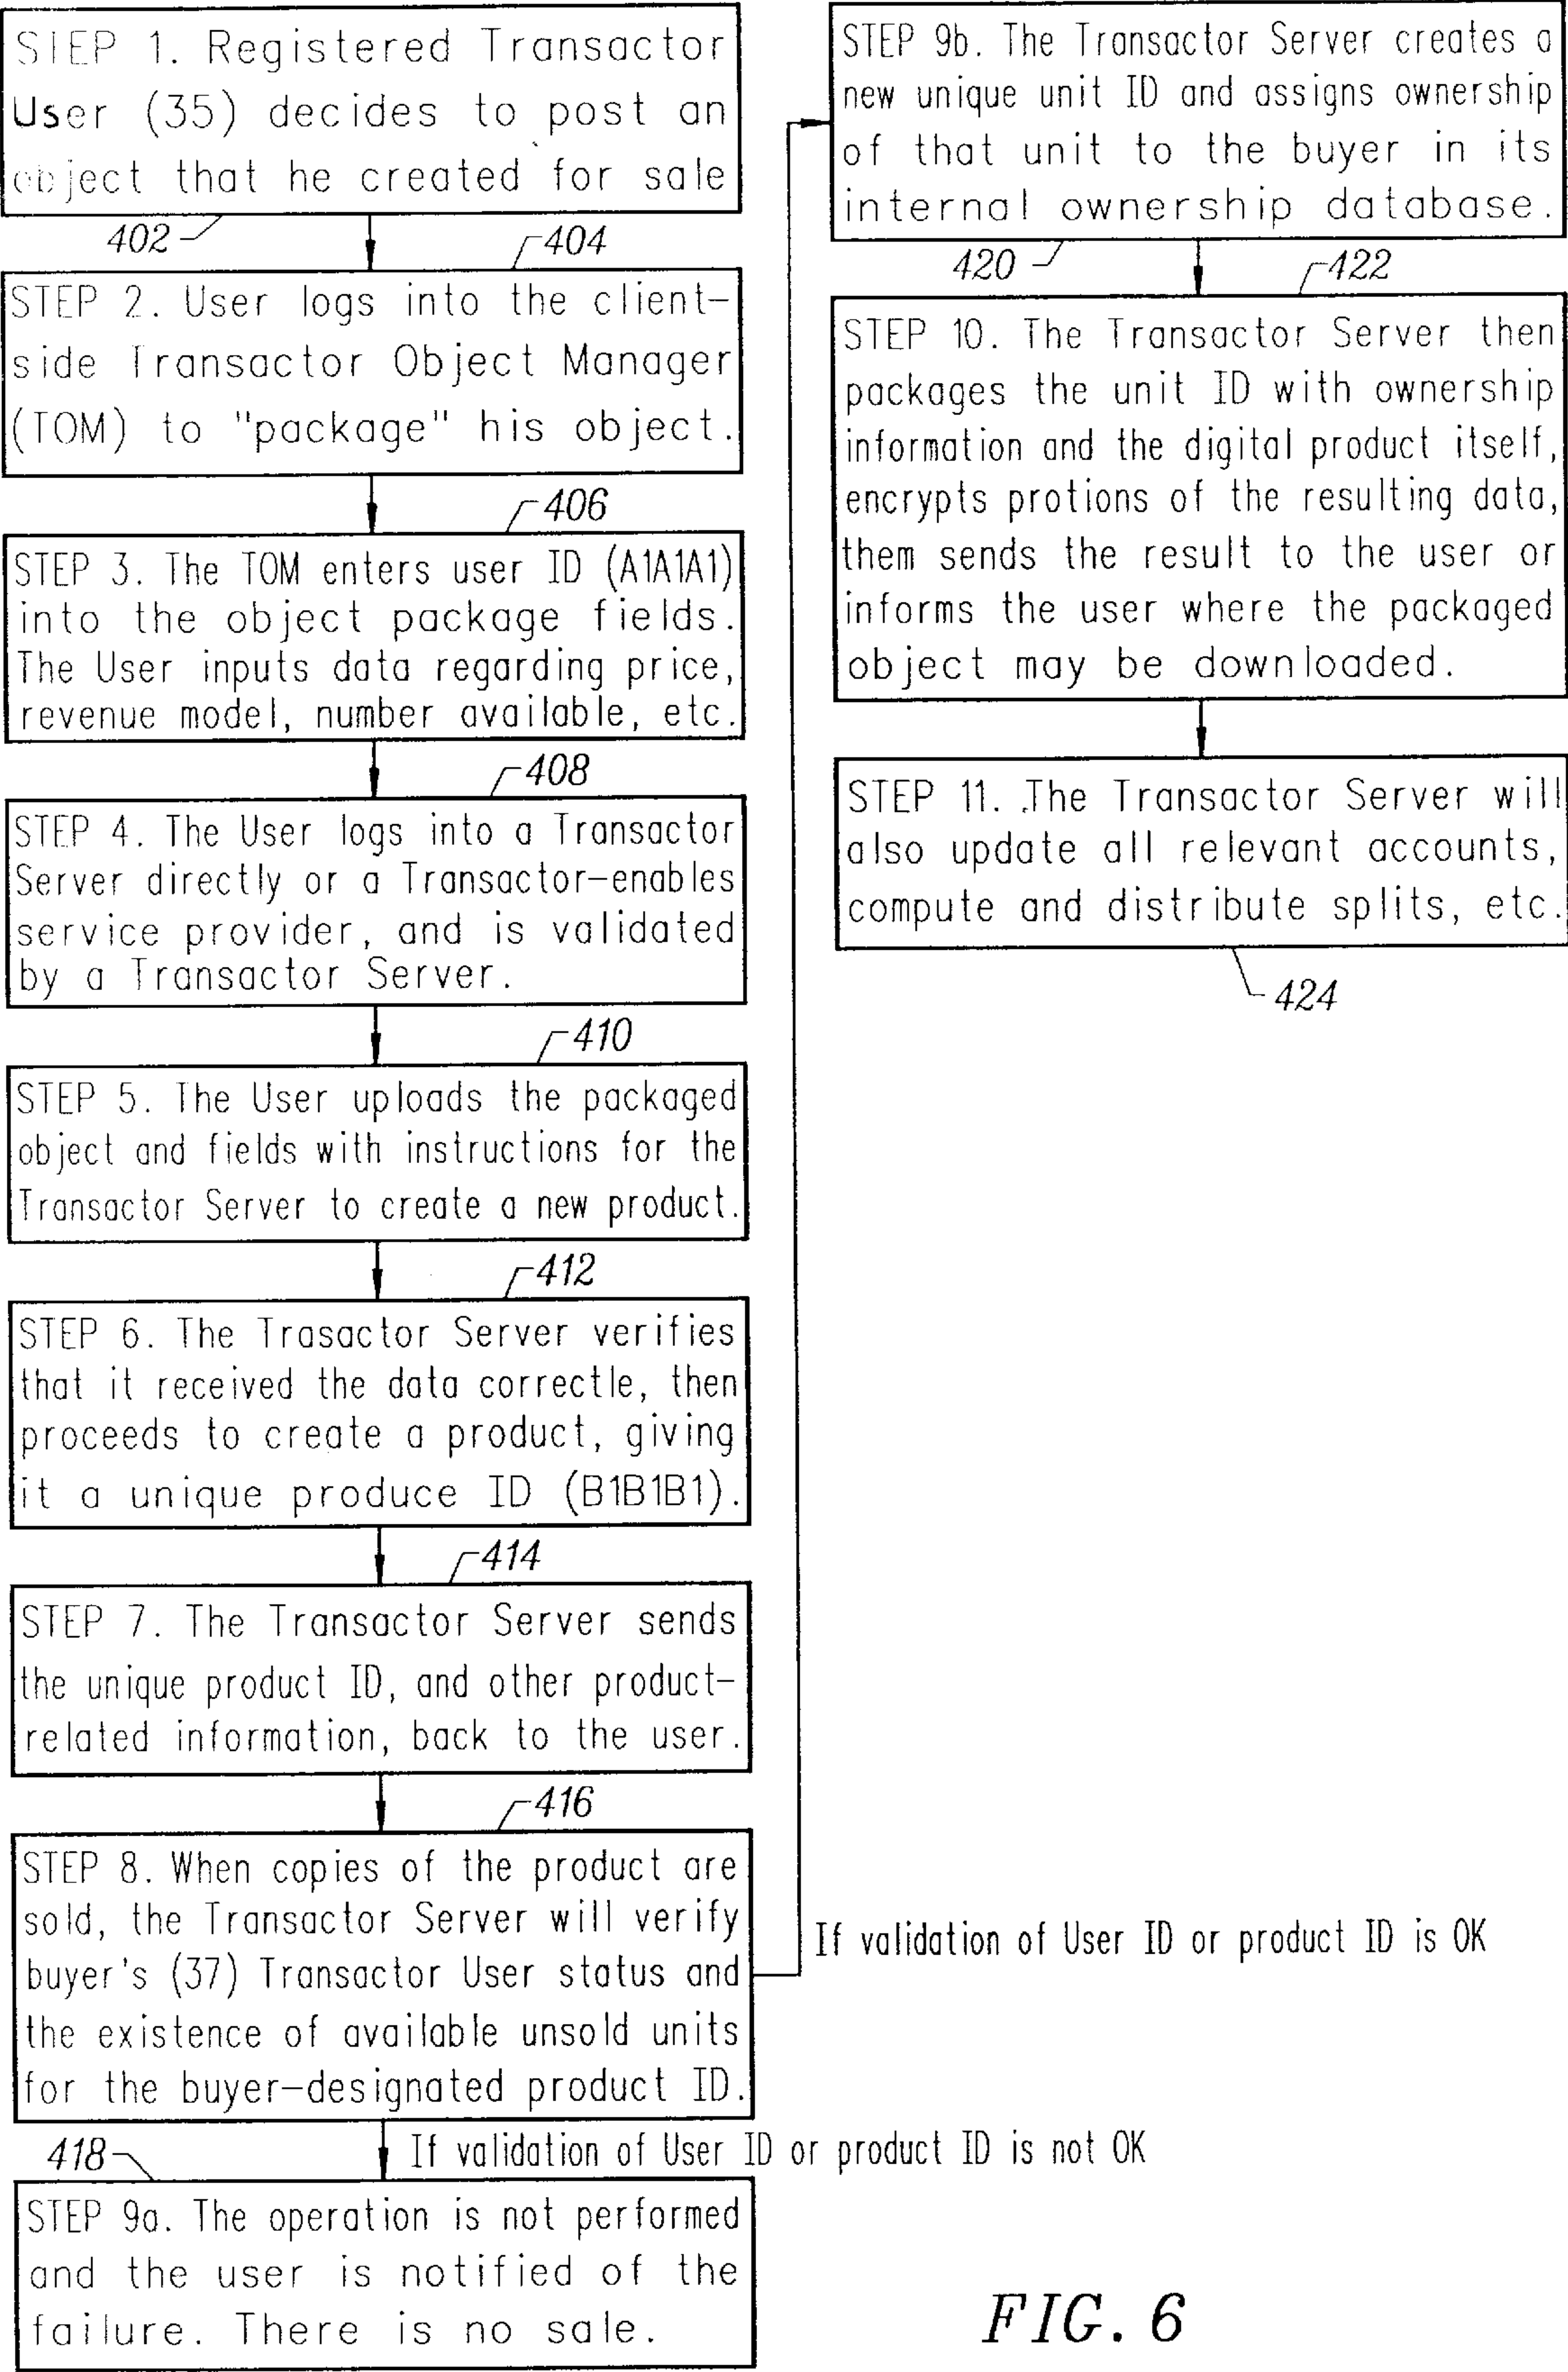 STEP 1. Registered Transactor
User (35) decides to post an
object that he created for sale
402
404
STEP 2. User logs into the client-
side Transactor Object Manager
(TOM) to "package" his object.
406
STEP 3. The TOM enters user ID (A1A1A1)
into the object package fields.
The User inputs data regarding price,
revenue model, number available, etc.
408
STEP 4. The User logs into a Transactor
Server directly or a Transactor-enables
service provider, and is validated
by a Transactor Server.
410
STEP 5. The User uploads the packaged
object and fields with instructions for the
Transactor Server to create a new product.
412
STEP 6. The Trasactor Server verifies
that it received the data correctle, then
proceeds to create a product, giving
it a unique produce ID (B1B1B1).
414
STEP 7. The Transactor Server sends
the unique product ID, and other product-
related information, back to the user.
416
STEP 8. When copies of the product are
sold, the Transactor Server will verify
buyer's (37) Transactor User status and
the existence of available unsold units
for the buyer-designated product ID.
If validation of User ID or product ID is OK
418
If validation of User ID or product ID is not OK
STEP 9a. The operation is not performed
and the user is notified of the
failure. There is no sale.
STEP 9b. The Transactor Server creates a
new unique unit ID and assigns ownership
of that unit to the buyer in its
internal ownership database.
420
422
STEP 10. The Transactor Server then
packages the unit ID with ownership
information and the digital product itself,
encrypts protions of the resulting data,
them sends the result to the user or
informs the user where the packaged
object may be downloaded.
STEP 11. The Transactor Server will
also update all relevant accounts,
compute and distribute splits, etc.
424
FIG. 6